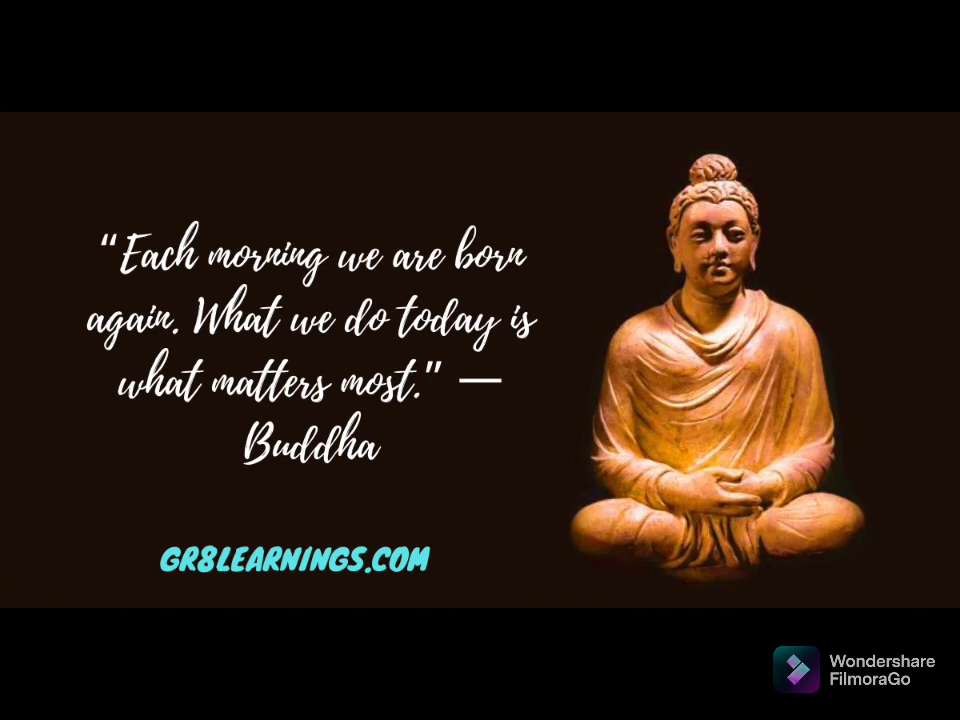 “Each morning we are born
again. What we do today is
what matters most.” —
Buddha
GR8LEARNINGS.COM
Wondershare
FilmoraGo